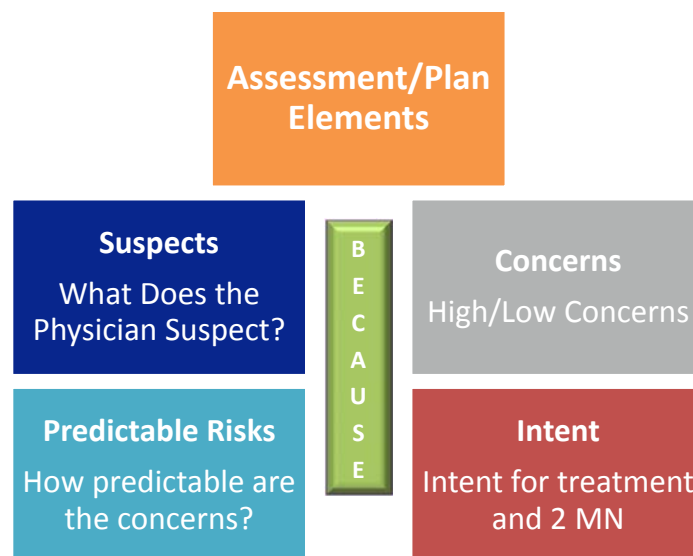 Assessment/Plan
Elements
Suspects
What Does the
Physician Suspect?
B
E
C
A
U
S
E
Concerns
High/Low Concerns
Predictable Risks
How predictable are
the concerns?
Intent
Intent for treatment
and 2 MN